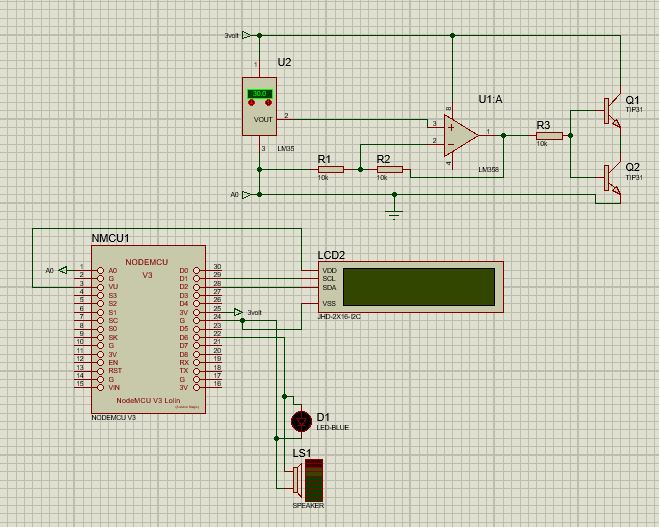 3volt
1
U2
30.0
VOUT
2
3
LM35
U1:A
8
3
2
1
4
LM358
R1
10k
R2
10k
R3
10k
Q1
TIP31
Q2
TIP31
A0
NMCU1
NODEMCU
V3
A0
1 A0 D0 30
2 G D1 29
3 VU D2 28
4 S3 D3 27
5 S2 D4 26
6 S1 3V 25
7 SC G 24
8 S0 D5 23
9 SK D6 22
10 G D7 21
11 3V D8 20
12 EN RX 19
13 RST TX 18
14 G G 17
15 VIN 3V 16
3volt
NodeMCU V3 Lolin
NODEMCU V3
LCD2
VDD
SCL
SDA
VSS
JHD-2X16-I2C
D1
LED-BLUE
LS1
SPEAKER